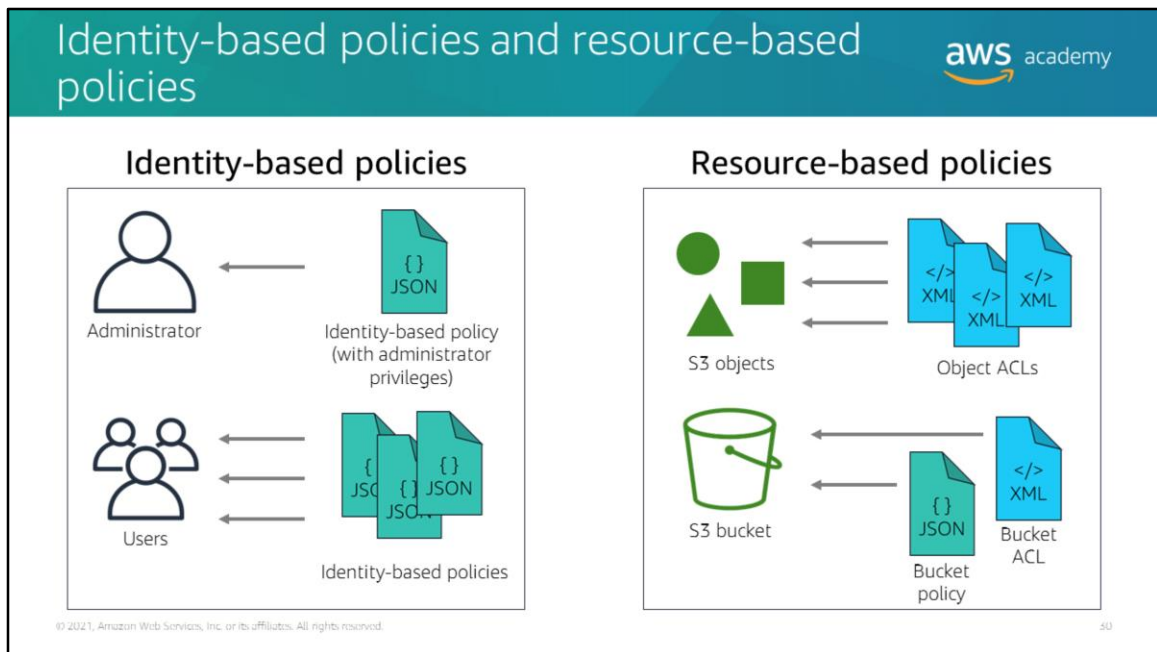 Identity-based policies and resource-based
policies
aws academy
Identity-based policies
{ }
JSON
Administrator
Identity-based policy
(with administrator
privileges)
{ }
JSON
{ }
JSON
{ }
JSON
Users
Identity-based policies
Resource-based policies
</>
XML
</>
XML
</>
XML
S3 objects
Object ACLs
</>
XML
{ }
JSON
S3 bucket
Bucket
ACL
Bucket
policy
© 2021, Amazon Web Services, Inc. or its affiliates. All rights reserved.
30